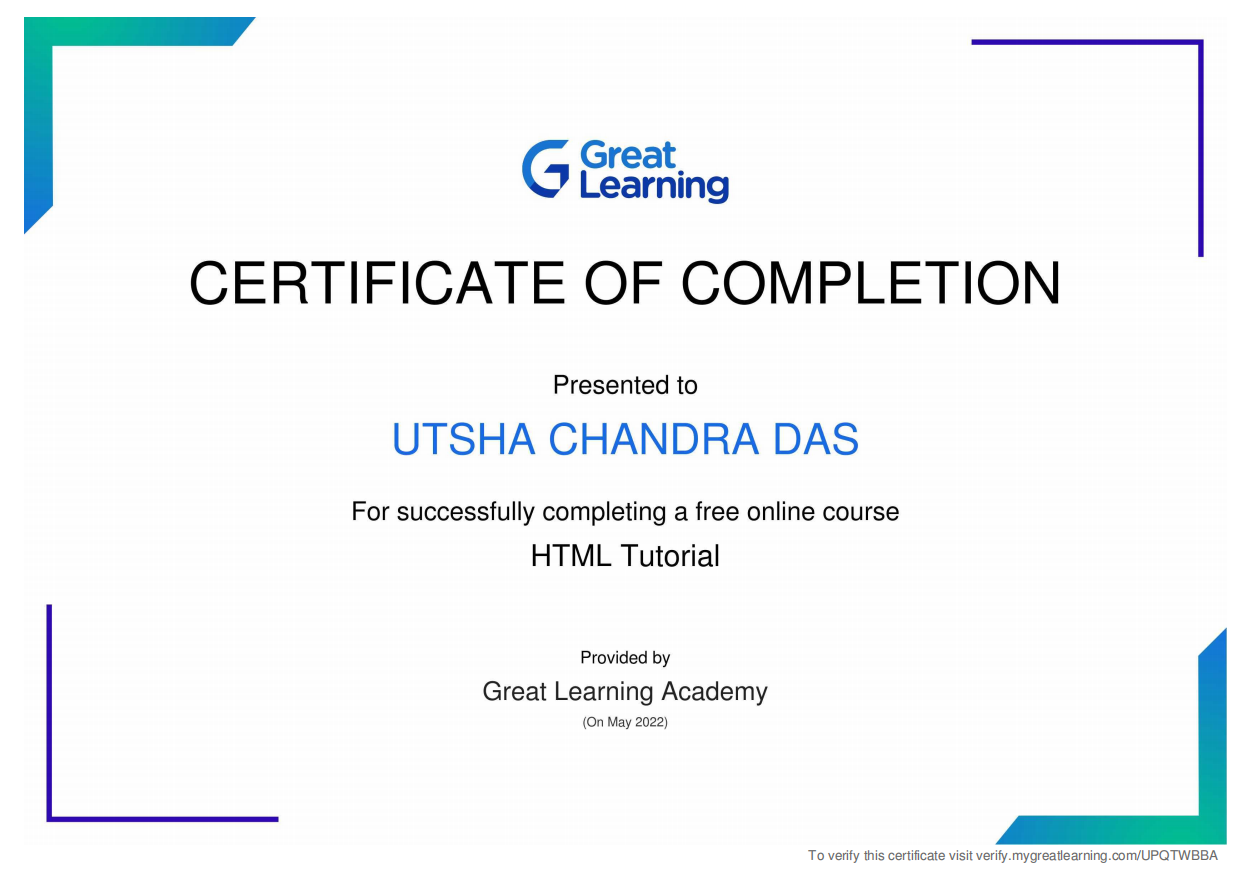 Great
Learning
CERTIFICATE OF COMPLETION
Presented to
UTSHA CHANDRA DAS
For successfully completing a free online course
HTML Tutorial
Provided by
Great Learning Academy
(On May 2022)
To verify this certificate visit verify.mygreatlearning.com/UPQTWBBA